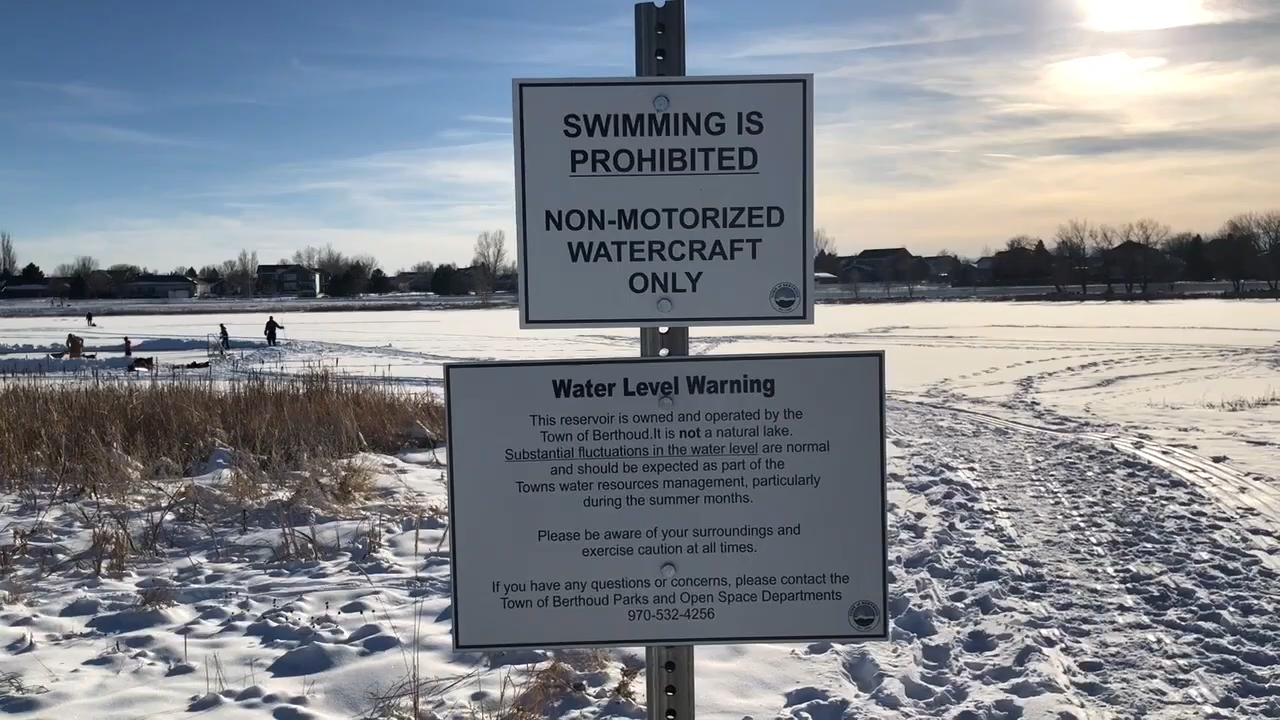 SWIMMING IS
PROHIBITED
NON-MOTORIZED
WATERCRAFT
ONLY
Water Level Warning
This reservoir is owned and operated by the
Town of Berthoud.It is not a natural lake.
Substantial fluctuations in the water level are normal
and should be expected as part of the
Towns water resources management, particularly
during the summer months.
Please be aware of your surroundings and
exercise caution at all times.
If you have any questions or concerns, please contact the
Town of Berthoud Parks and Open Space Departments
970-532-4256